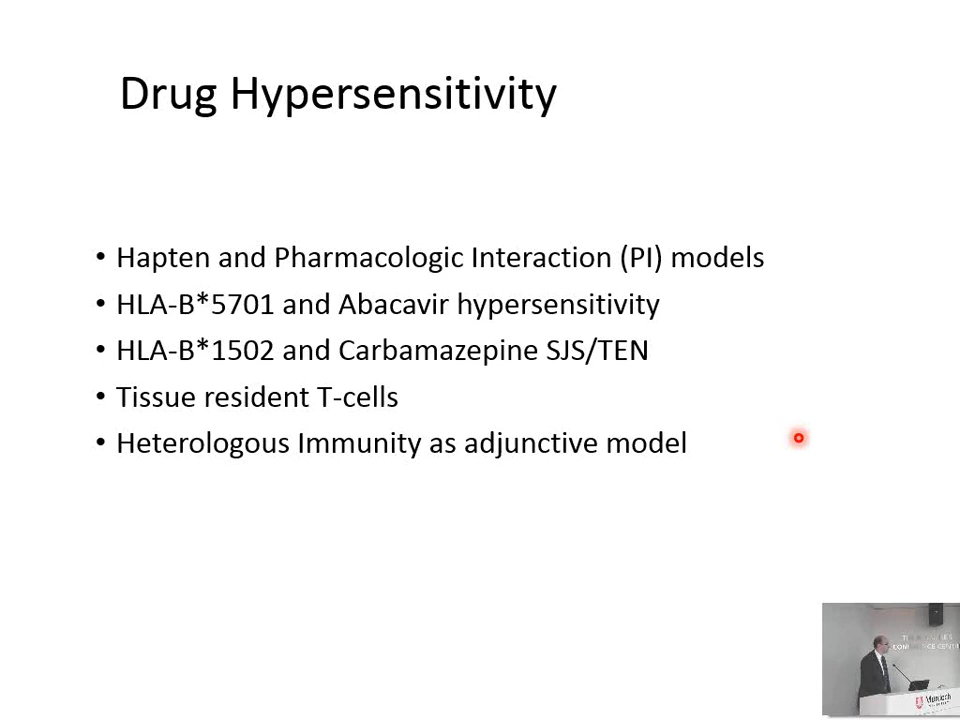 Drug Hypersensitivity
• Hapten and Pharmacologic Interaction (PI) models
• HLA-B*5701 and Abacavir hypersensitivity
• HLA-B*1502 and Carbamazepine SJS/TEN
• Tissue resident T-cells
• Heterologous Immunity as adjunctive model
Murdoch